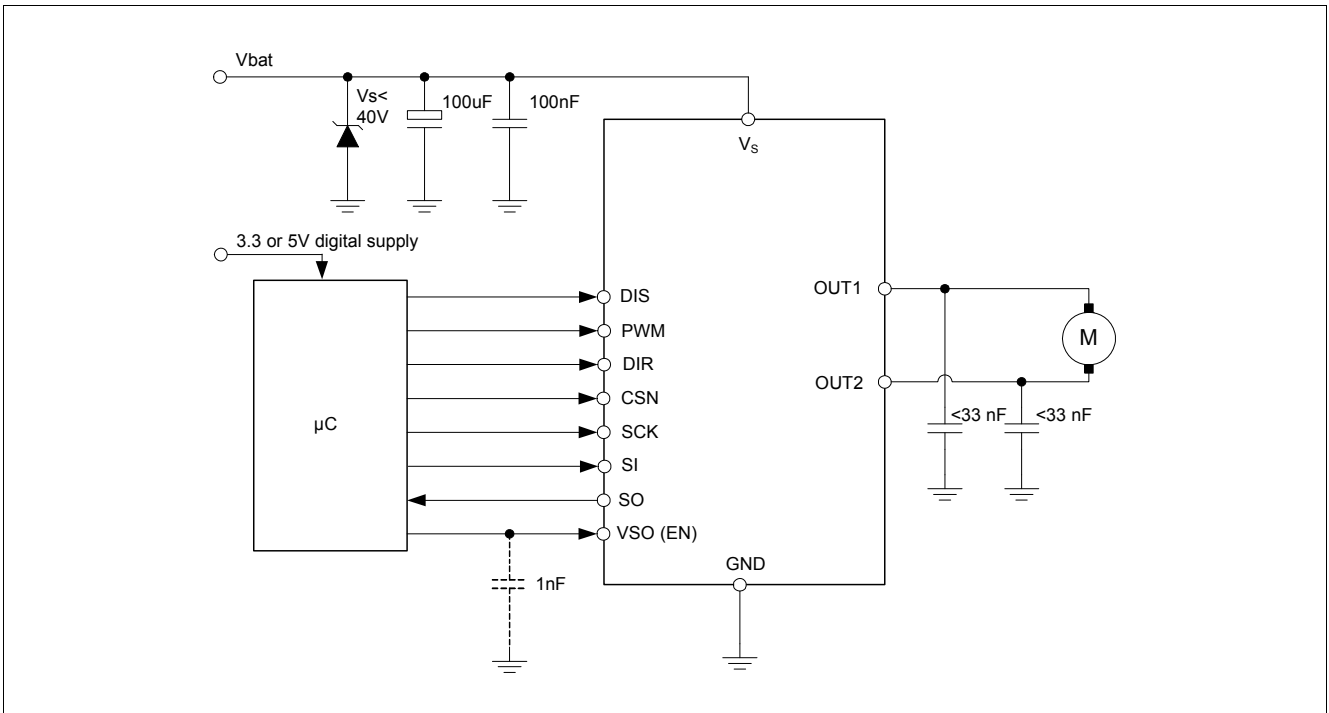 Vbat
Vs<
40V
100uF
100nF
VS
3.3 or 5V digital supply
µC
DIS
PWM
DIR
CSN
SCK
SI
SO
VSO (EN)
1nF
GND
OUT1
OUT2
M
<33 nF
<33 nF